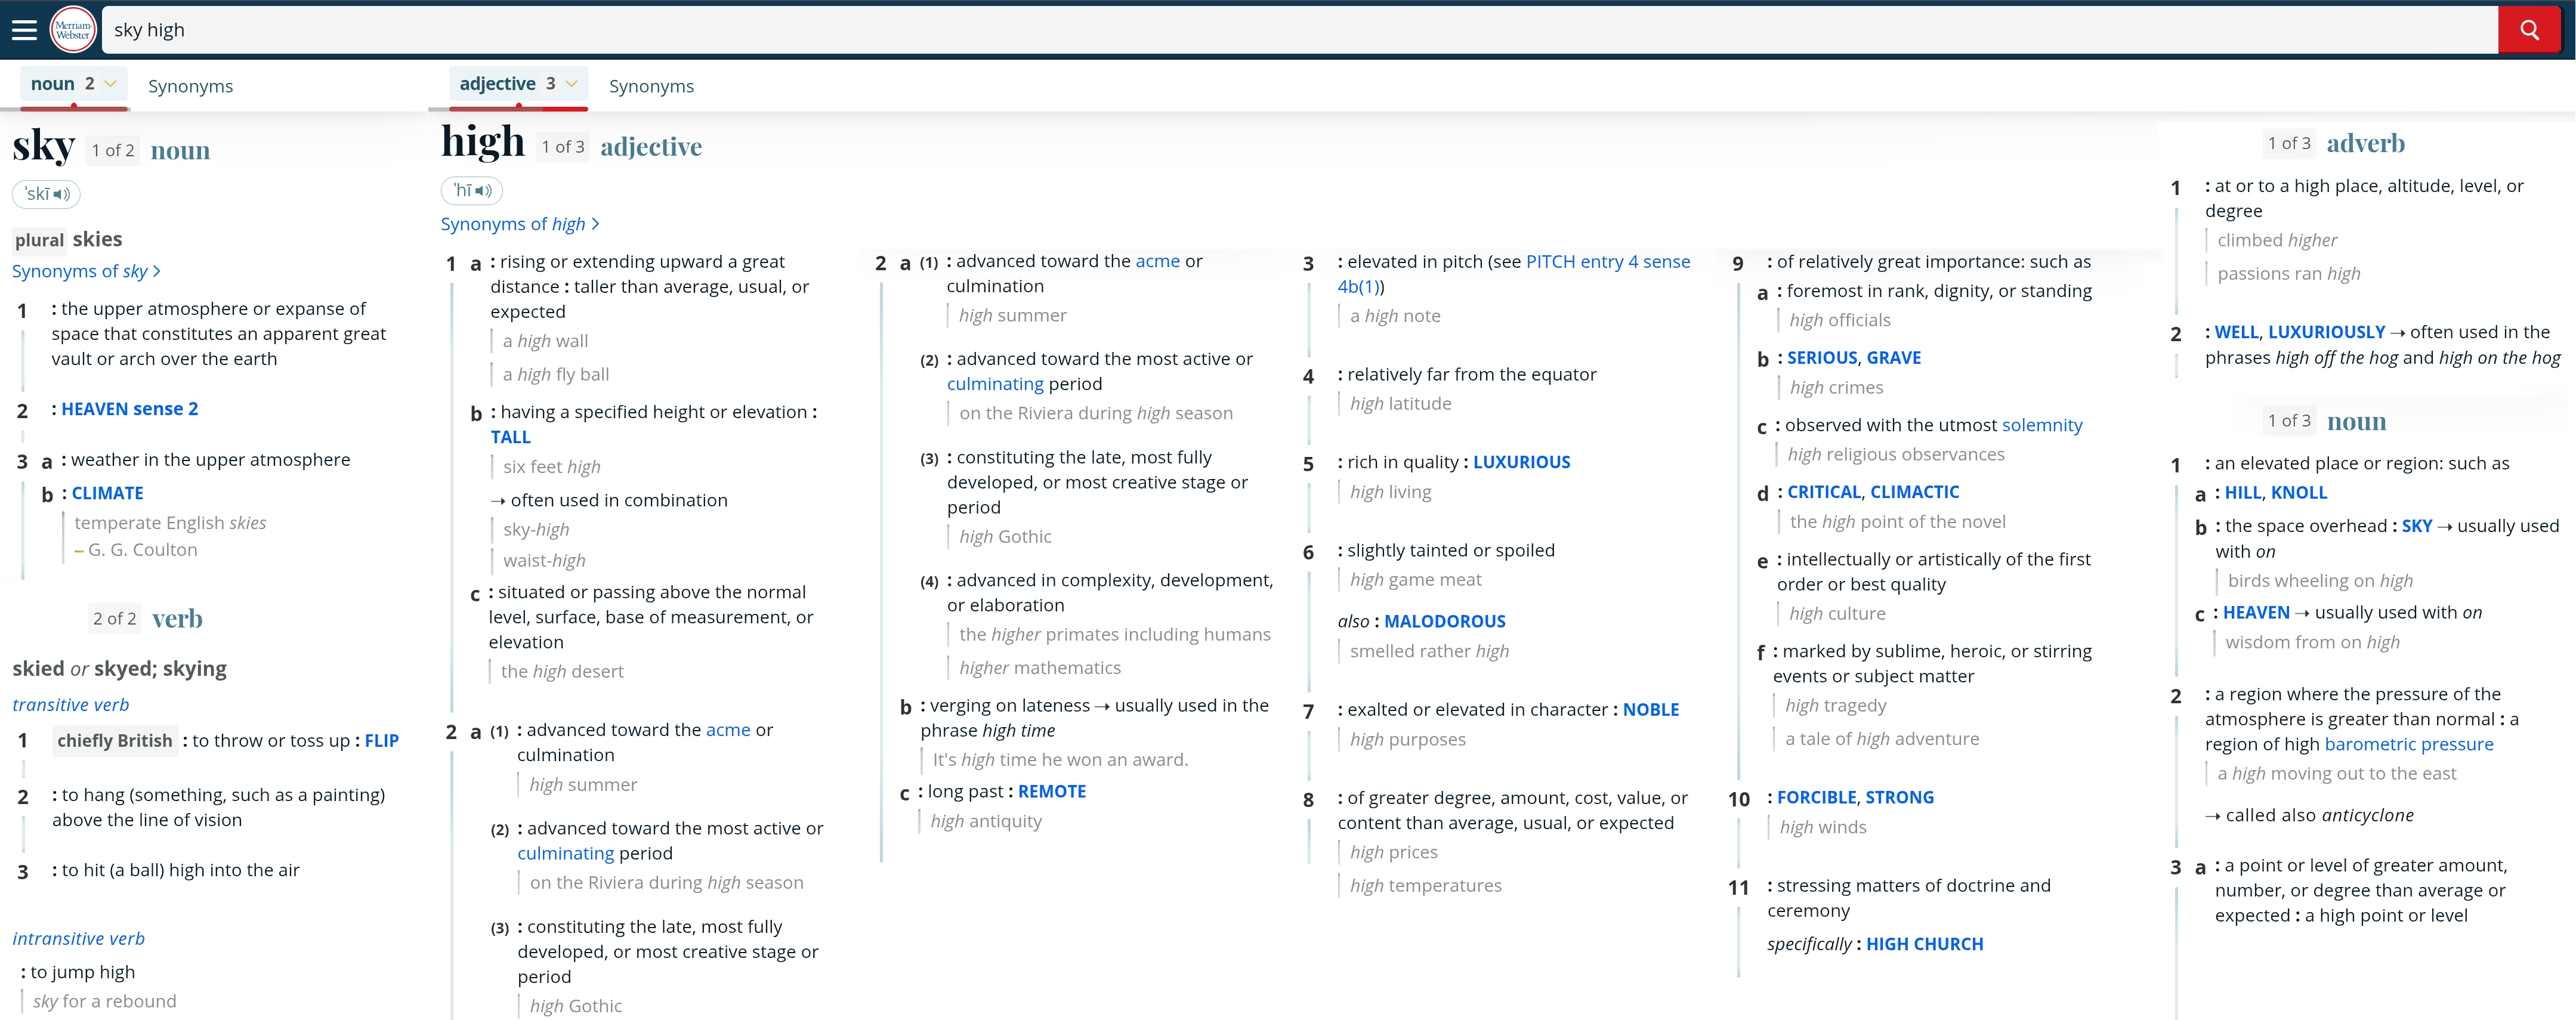 Merriam-
Webster
sky high
noun 2
Synonyms
sky 1 of 2 noun
ˈskī
plural skies
Synonyms of sky
1 : the upper atmosphere or expanse of
space that constitutes an apparent great
vault or arch over the earth
2 : HEAVEN sense 2
3 a : weather in the upper atmosphere
b : CLIMATE
temperate English skies
– G. G. Coulton
2 of 2 verb
skied or skyed; skying
transitive verb
1 chiefly British : to throw or toss up : FLIP
2 : to hang (something, such as a painting)
above the line of vision
3 : to hit (a ball) high into the air
intransitive verb
: to jump high
sky for a rebound
adjective 3
Synonyms
high 1 of 3 adjective
ˈhī
Synonyms of high
1 a : rising or extending upward a great
distance : taller than average, usual, or
expected
a high wall
a high fly ball
b : having a specified height or elevation :
TALL
six feet high
→ often used in combination
sky-high
waist-high
c : situated or passing above the normal
level, surface, base of measurement, or
elevation
the high desert
2 a (1) : advanced toward the acme or
culmination
high summer
(2) : advanced toward the most active or
culminating period
on the Riviera during high season
(3) : constituting the late, most fully
developed, or most creative stage or
period
high Gothic
2 a (1) : advanced toward the acme or
culmination
high summer
(2) : advanced toward the most active or
culminating period
on the Riviera during high season
(3) : constituting the late, most fully
developed, or most creative stage or
period
high Gothic
(4) : advanced in complexity, development,
or elaboration
the higher primates including humans
higher mathematics
b : verging on lateness → usually used in the
phrase high time
It's high time he won an award.
c : long past : REMOTE
high antiquity
3 : elevated in pitch (see PITCH entry 4 sense
4b(1))
a high note
4 : relatively far from the equator
high latitude
5 : rich in quality : LUXURIOUS
high living
6 : slightly tainted or spoiled
high game meat
also : MALODOROUS
smelled rather high
7 : exalted or elevated in character : NOBLE
high purposes
8 : of greater degree, amount, cost, value, or
content than average, usual, or expected
high prices
high temperatures
9 : of relatively great importance: such as
a : foremost in rank, dignity, or standing
high officials
b : SERIOUS, GRAVE
high crimes
c : observed with the utmost solemnity
high religious observances
d : CRITICAL, CLIMACTIC
the high point of the novel
e : intellectually or artistically of the first
order or best quality
high culture
f : marked by sublime, heroic, or stirring
events or subject matter
high tragedy
a tale of high adventure
10 : FORCIBLE, STRONG
high winds
11 : stressing matters of doctrine and
ceremony
specifically : HIGH CHURCH
1 of 3 adverb
1 : at or to a high place, altitude, level, or
degree
climbed higher
passions ran high
2 : WELL, LUXURIOUSLY → often used in the
phrases high off the hog and high on the hog
1 of 3 noun
1 : an elevated place or region: such as
a : HILL, KNOLL
b : the space overhead : SKY → usually used
with on
birds wheeling on high
c : HEAVEN → usually used with on
wisdom from on high
2 : a region where the pressure of the
atmosphere is greater than normal : a
region of high barometric pressure
a high moving out to the east
→ called also anticyclone
3 a : a point or level of greater amount,
number, or degree than average or
expected : a high point or level